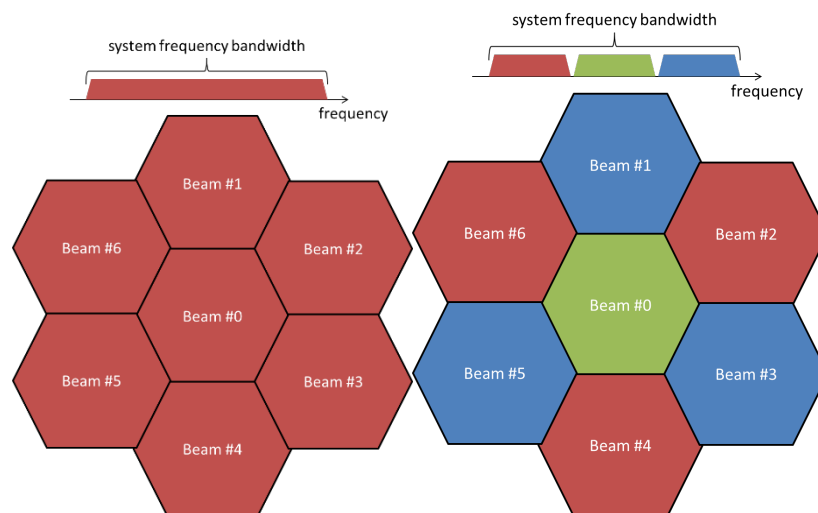 system frequency bandwidth
frequency
Beam #1
Beam #6
Beam #2
Beam #0
Beam #5
Beam #3
Beam #4
system frequency bandwidth
frequency
Beam #1
Beam #6
Beam #2
Beam #0
Beam #5
Beam #3
Beam #4